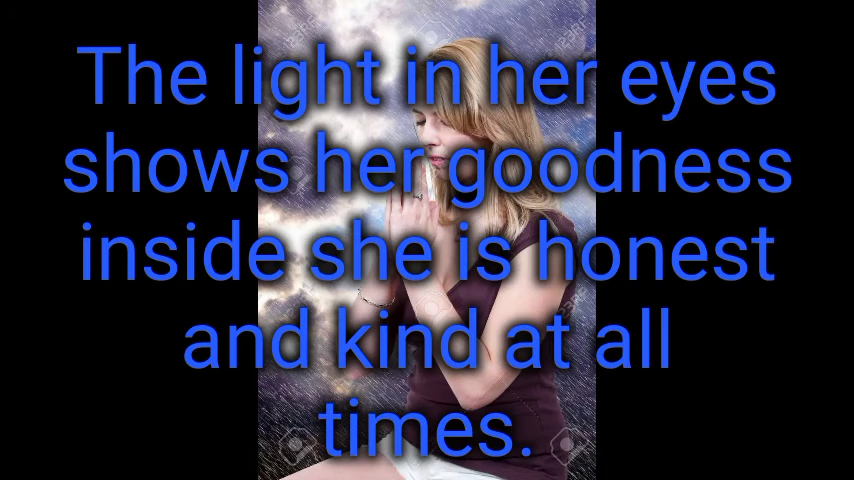 The light in her eyes
shows her goodness
inside she is honest
and kind at all
times.